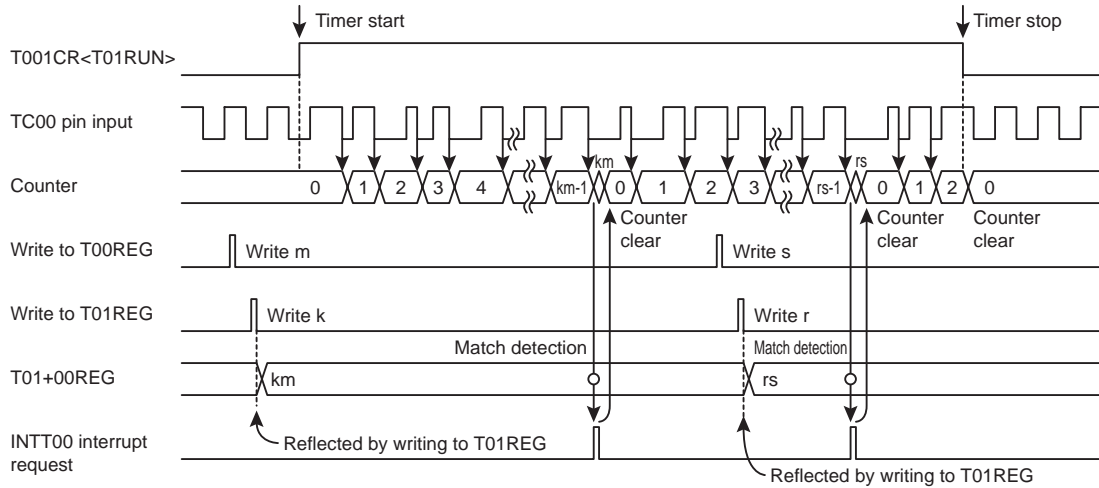 Timer start
Timer stop
T001CR<T01RUN>
TC00 pin input
Counter
0 1 2 3 4 km-1 km 0 1 2 3 rs-1 rs 0 1 2 0
Counter clear
Counter clear
Counter clear
Write to T00REG
Write m
Write s
Write to T01REG
Write k
Write r
Match detection
Match detection
T01+00REG
km
rs
Reflected by writing to T01REG
INTT00 interrupt
request
Reflected by writing to T01REG